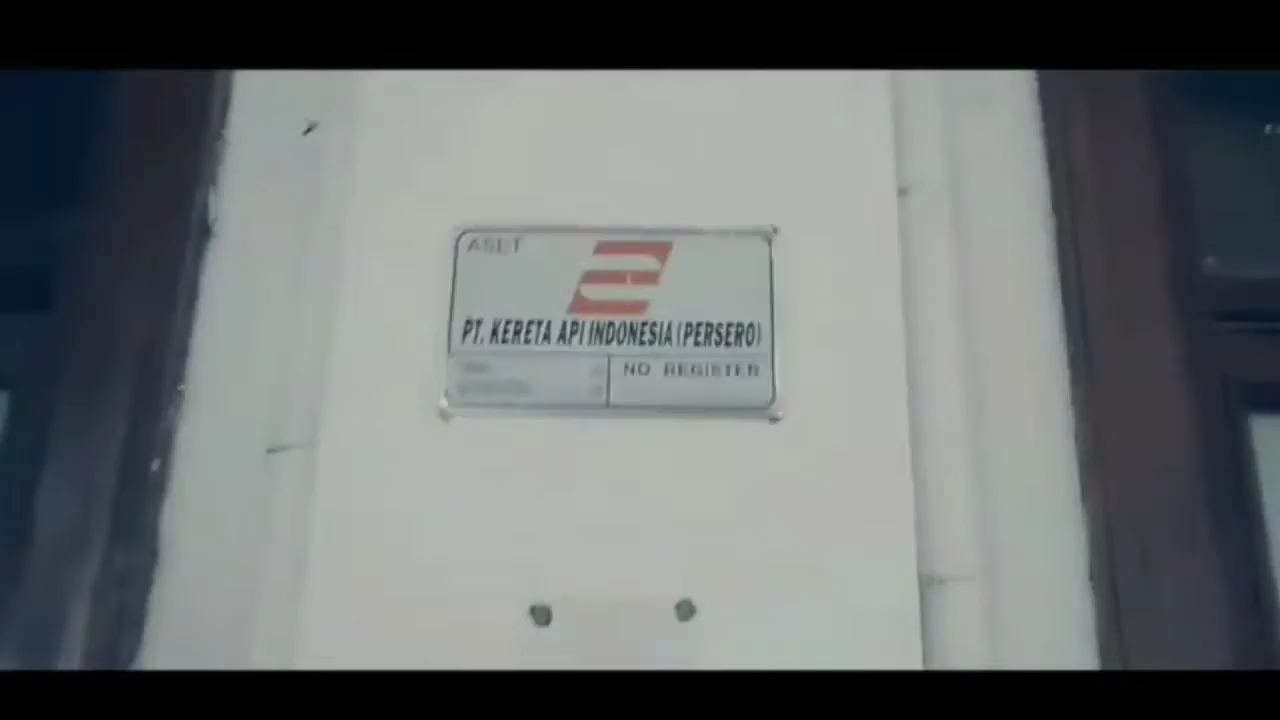 ASET
PT. KERETA API INDONESIA (PERSERO)
NO REGISTER